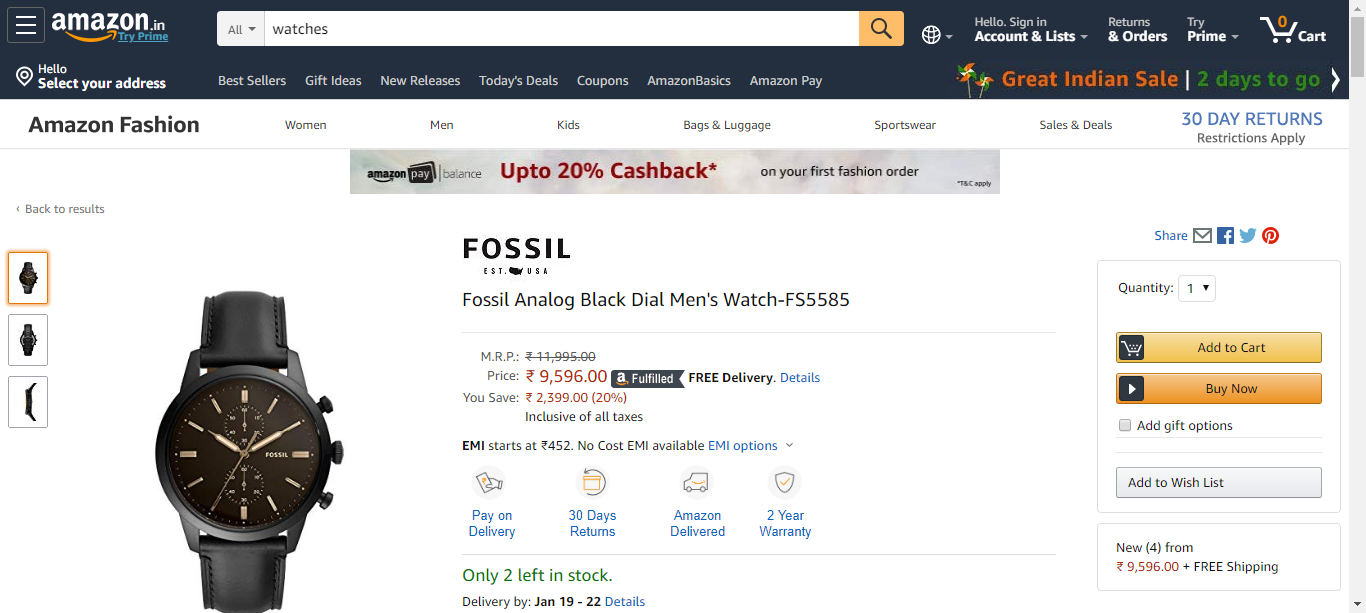 amazon.in
Try Prime
All
watches
Hello. Sign in
Account & Lists
Returns
& Orders
Try
Prime
0
Cart
Hello
Select your address
Best Sellers
Gift Ideas
New Releases
Today's Deals
Coupons
AmazonBasics
Amazon Pay
Great Indian Sale | 2 days to go
Amazon Fashion
Women
Men
Kids
Bags & Luggage
Sportswear
Sales & Deals
30 DAY RETURNS
Restrictions Apply
amazon pay | balance
Upto 20% Cashback*
on your first fashion order
*T&C apply
‹ Back to results
Share
FOSSIL
EST. USA
Fossil Analog Black Dial Men's Watch-FS5585
M.R.P.: ₹ 11,995.00
Price: ₹ 9,596.00 a Fulfilled FREE Delivery. Details
You Save: ₹ 2,399.00 (20%)
Inclusive of all taxes
EMI starts at ₹452. No Cost EMI available EMI options
Pay on
Delivery
30 Days
Returns
Amazon
Delivered
2 Year
Warranty
Only 2 left in stock.
Delivery by: Jan 19 - 22 Details
FOSSIL
Quantity: 1
Add to Cart
Buy Now
Add gift options
Add to Wish List
New (4) from
₹ 9,596.00 + FREE Shipping